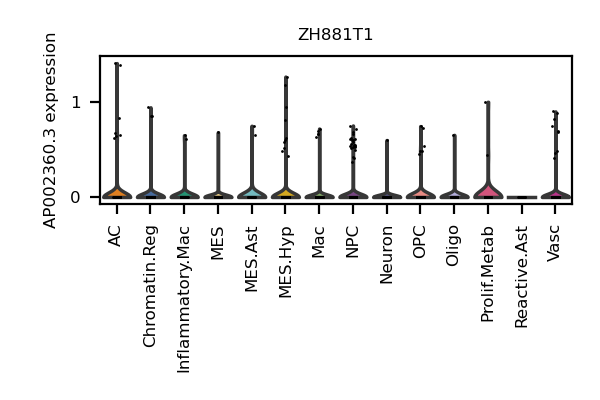 ZH881T1
AP002360.3 expression
1
0
AC
Chromatin.Reg
Inflammatory.Mac
MES
MES.Ast
MES.Hyp
Mac
NPC
Neuron
OPC
Oligo
Prolif.Metab
Reactive.Ast
Vasc